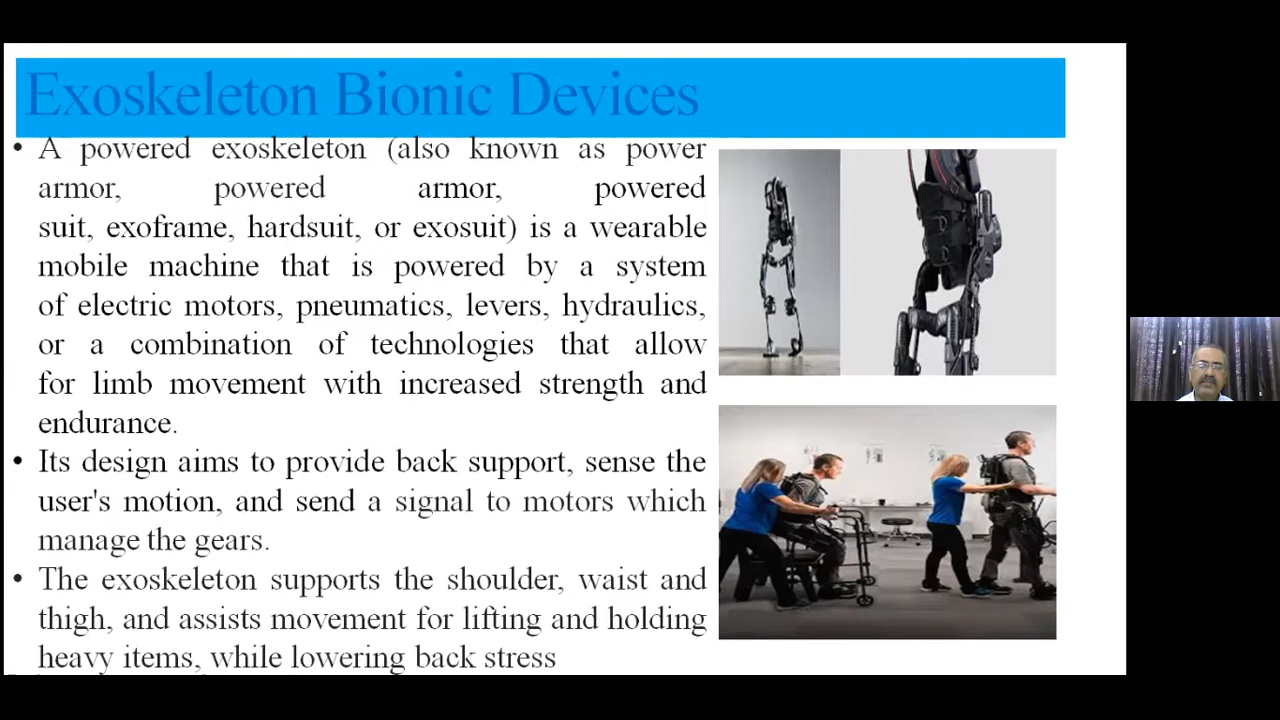 Exoskeleton Bionic Devices
• A powered exoskeleton (also known as power
armor, powered armor, powered
suit, exoframe, hardsuit, or exosuit) is a wearable
mobile machine that is powered by a system
of electric motors, pneumatics, levers, hydraulics,
or a combination of technologies that allow
for limb movement with increased strength and
endurance.
• Its design aims to provide back support, sense the
user's motion, and send a signal to motors which
manage the gears.
• The exoskeleton supports the shoulder, waist and
thigh, and assists movement for lifting and holding
heavy items, while lowering back stress